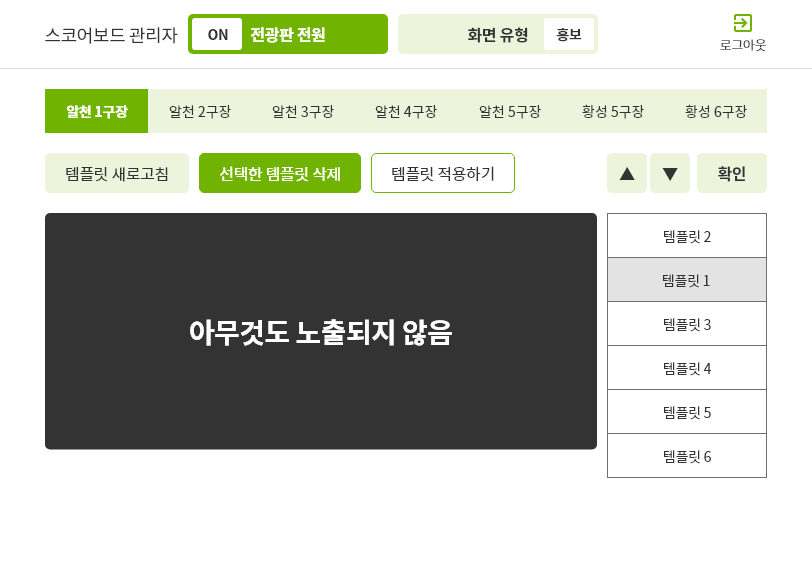 스코어보드 관리자
ON 전광판 전원
화면 유형 홍보
로그아웃
알천 1구장 알천 2구장 알천 3구장 알천 4구장 알천 5구장 황성 5구장 황성 6구장
템플릿 새로고침 선택한 템플릿 삭제 템플릿 적용하기 ▲ ▼ 확인
아무것도 노출되지 않음
템플릿 2
템플릿 1
템플릿 3
템플릿 4
템플릿 5
템플릿 6